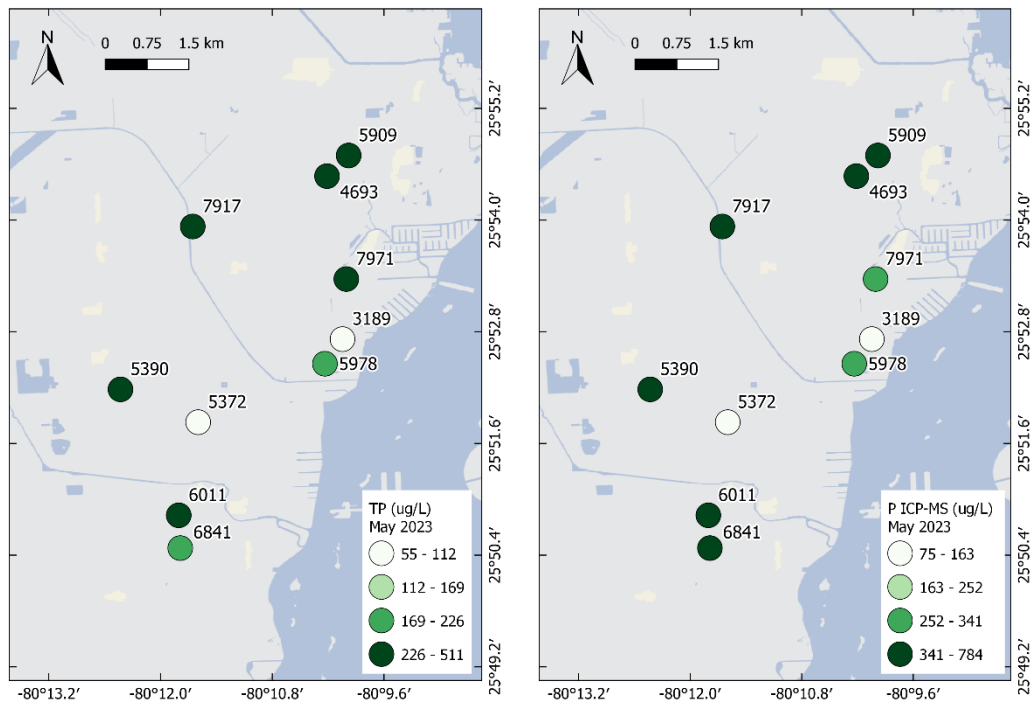 N
0 0.75 1.5 km
5909
4693
7917
7971
3189
5978
5390
5372
6011
6841
TP (ug/L)
May 2023
55 - 112
112 - 169
169 - 226
226 - 511
-80°13.2’ -80°12.0’ -80°10.8’ -80°9.6’
25°55.2’
25°54.0’
25°52.8’
25°51.6’
25°50.4’
25°49.2’
N
0 0.75 1.5 km
5909
4693
7917
7971
3189
5978
5390
5372
6011
6841
P ICP-MS (ug/L)
May 2023
75 - 163
163 - 252
252 - 341
341 - 784
-80°13.2’ -80°12.0’ -80°10.8’ -80°9.6’
25°55.2’
25°54.0’
25°52.8’
25°51.6’
25°50.4’
25°49.2’